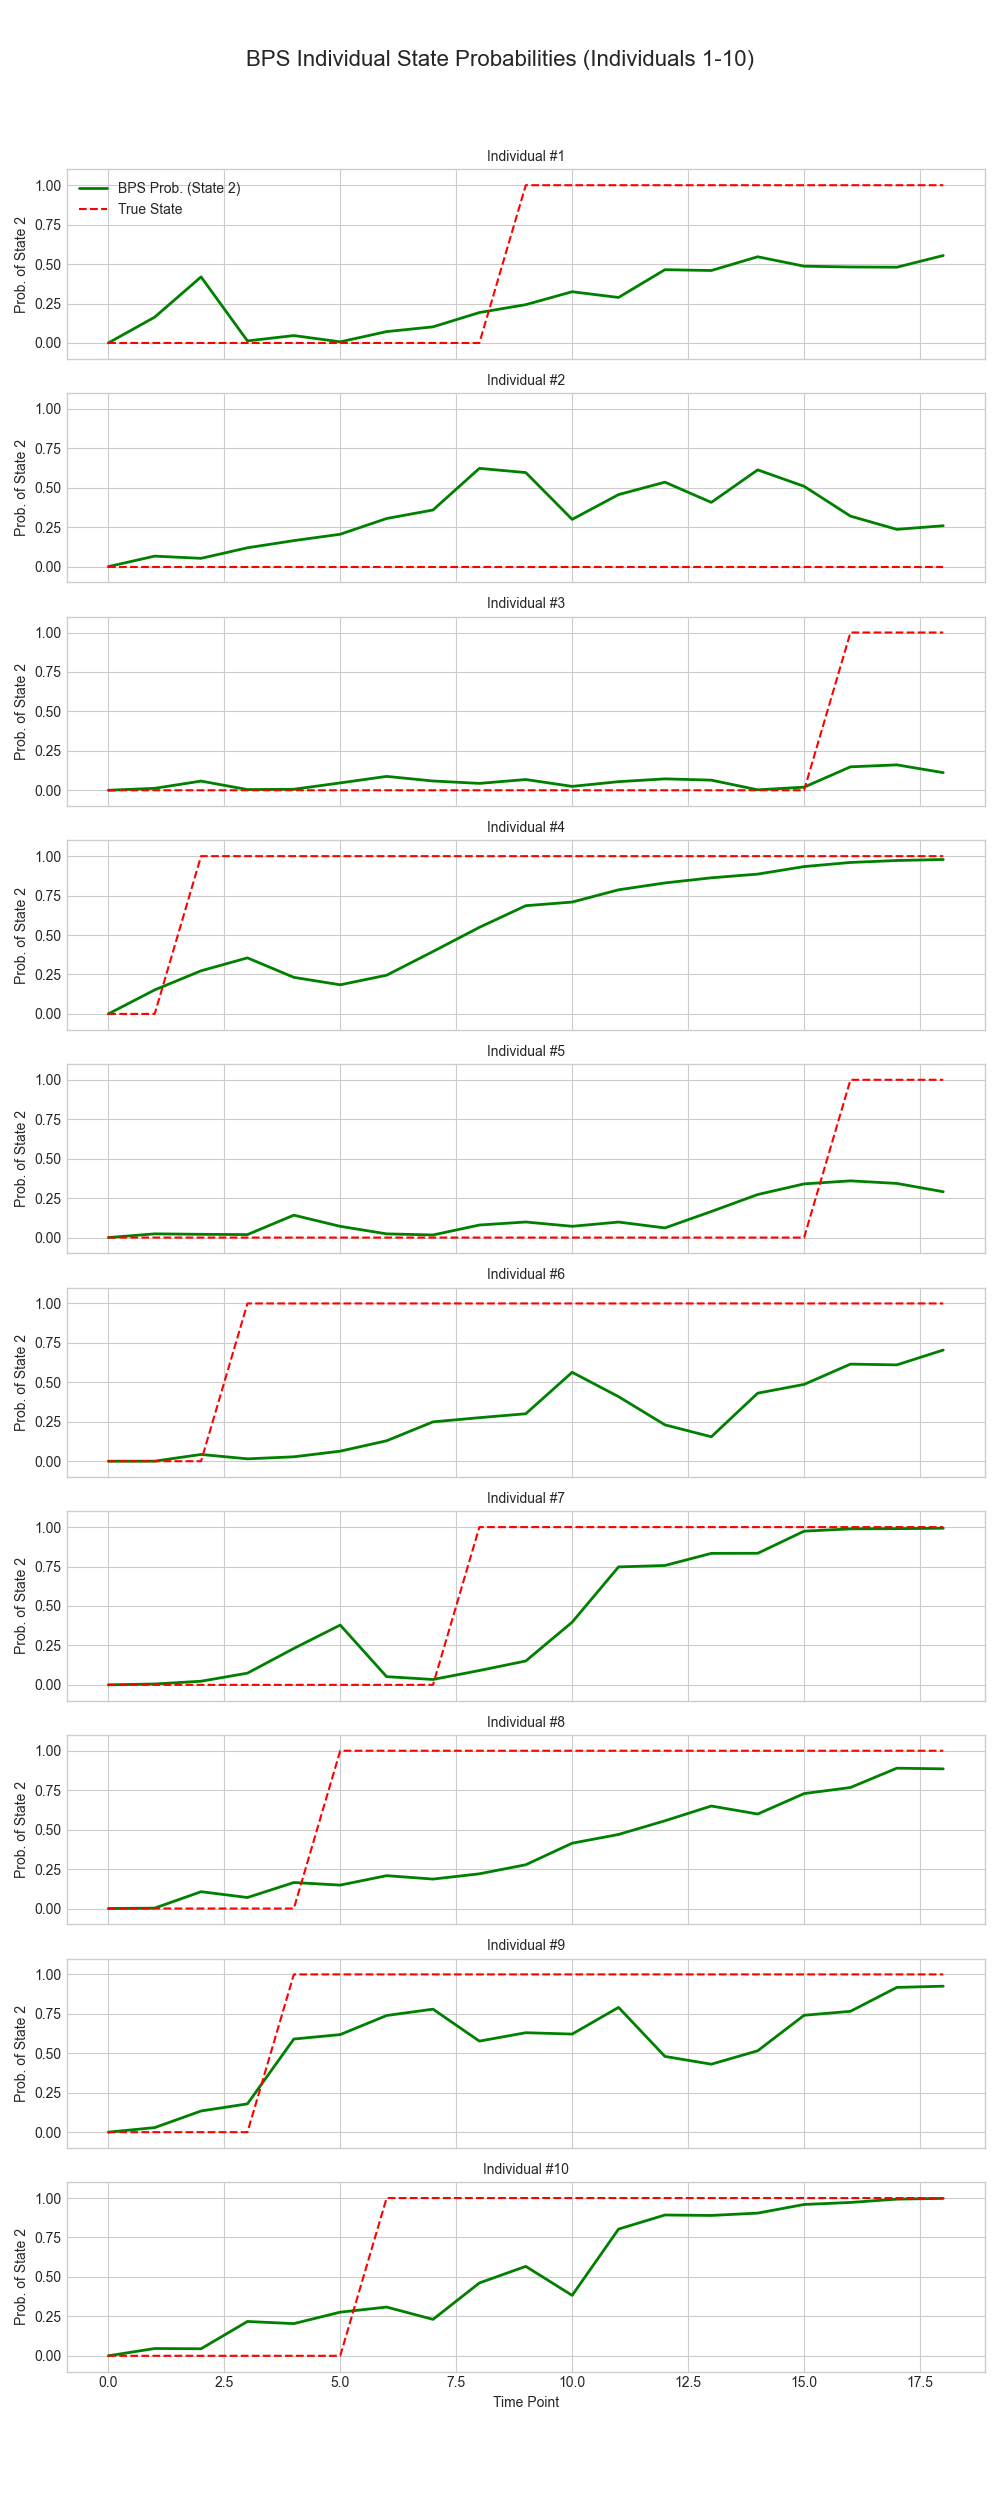 BPS Individual State Probabilities (Individuals 1-10)
Individual #1
BPS Prob. (State 2)
True State
Prob. of State 2
1.00
0.75
0.50
0.25
0.00
Individual #2
Prob. of State 2
1.00
0.75
0.50
0.25
0.00
Individual #3
Prob. of State 2
1.00
0.75
0.50
0.25
0.00
Individual #4
Prob. of State 2
1.00
0.75
0.50
0.25
0.00
Individual #5
Prob. of State 2
1.00
0.75
0.50
0.25
0.00
Individual #6
Prob. of State 2
1.00
0.75
0.50
0.25
0.00
Individual #7
Prob. of State 2
1.00
0.75
0.50
0.25
0.00
Individual #8
Prob. of State 2
1.00
0.75
0.50
0.25
0.00
Individual #9
Prob. of State 2
1.00
0.75
0.50
0.25
0.00
Individual #10
Prob. of State 2
1.00
0.75
0.50
0.25
0.00
0.0 2.5 5.0 7.5 10.0 12.5 15.0 17.5
Time Point